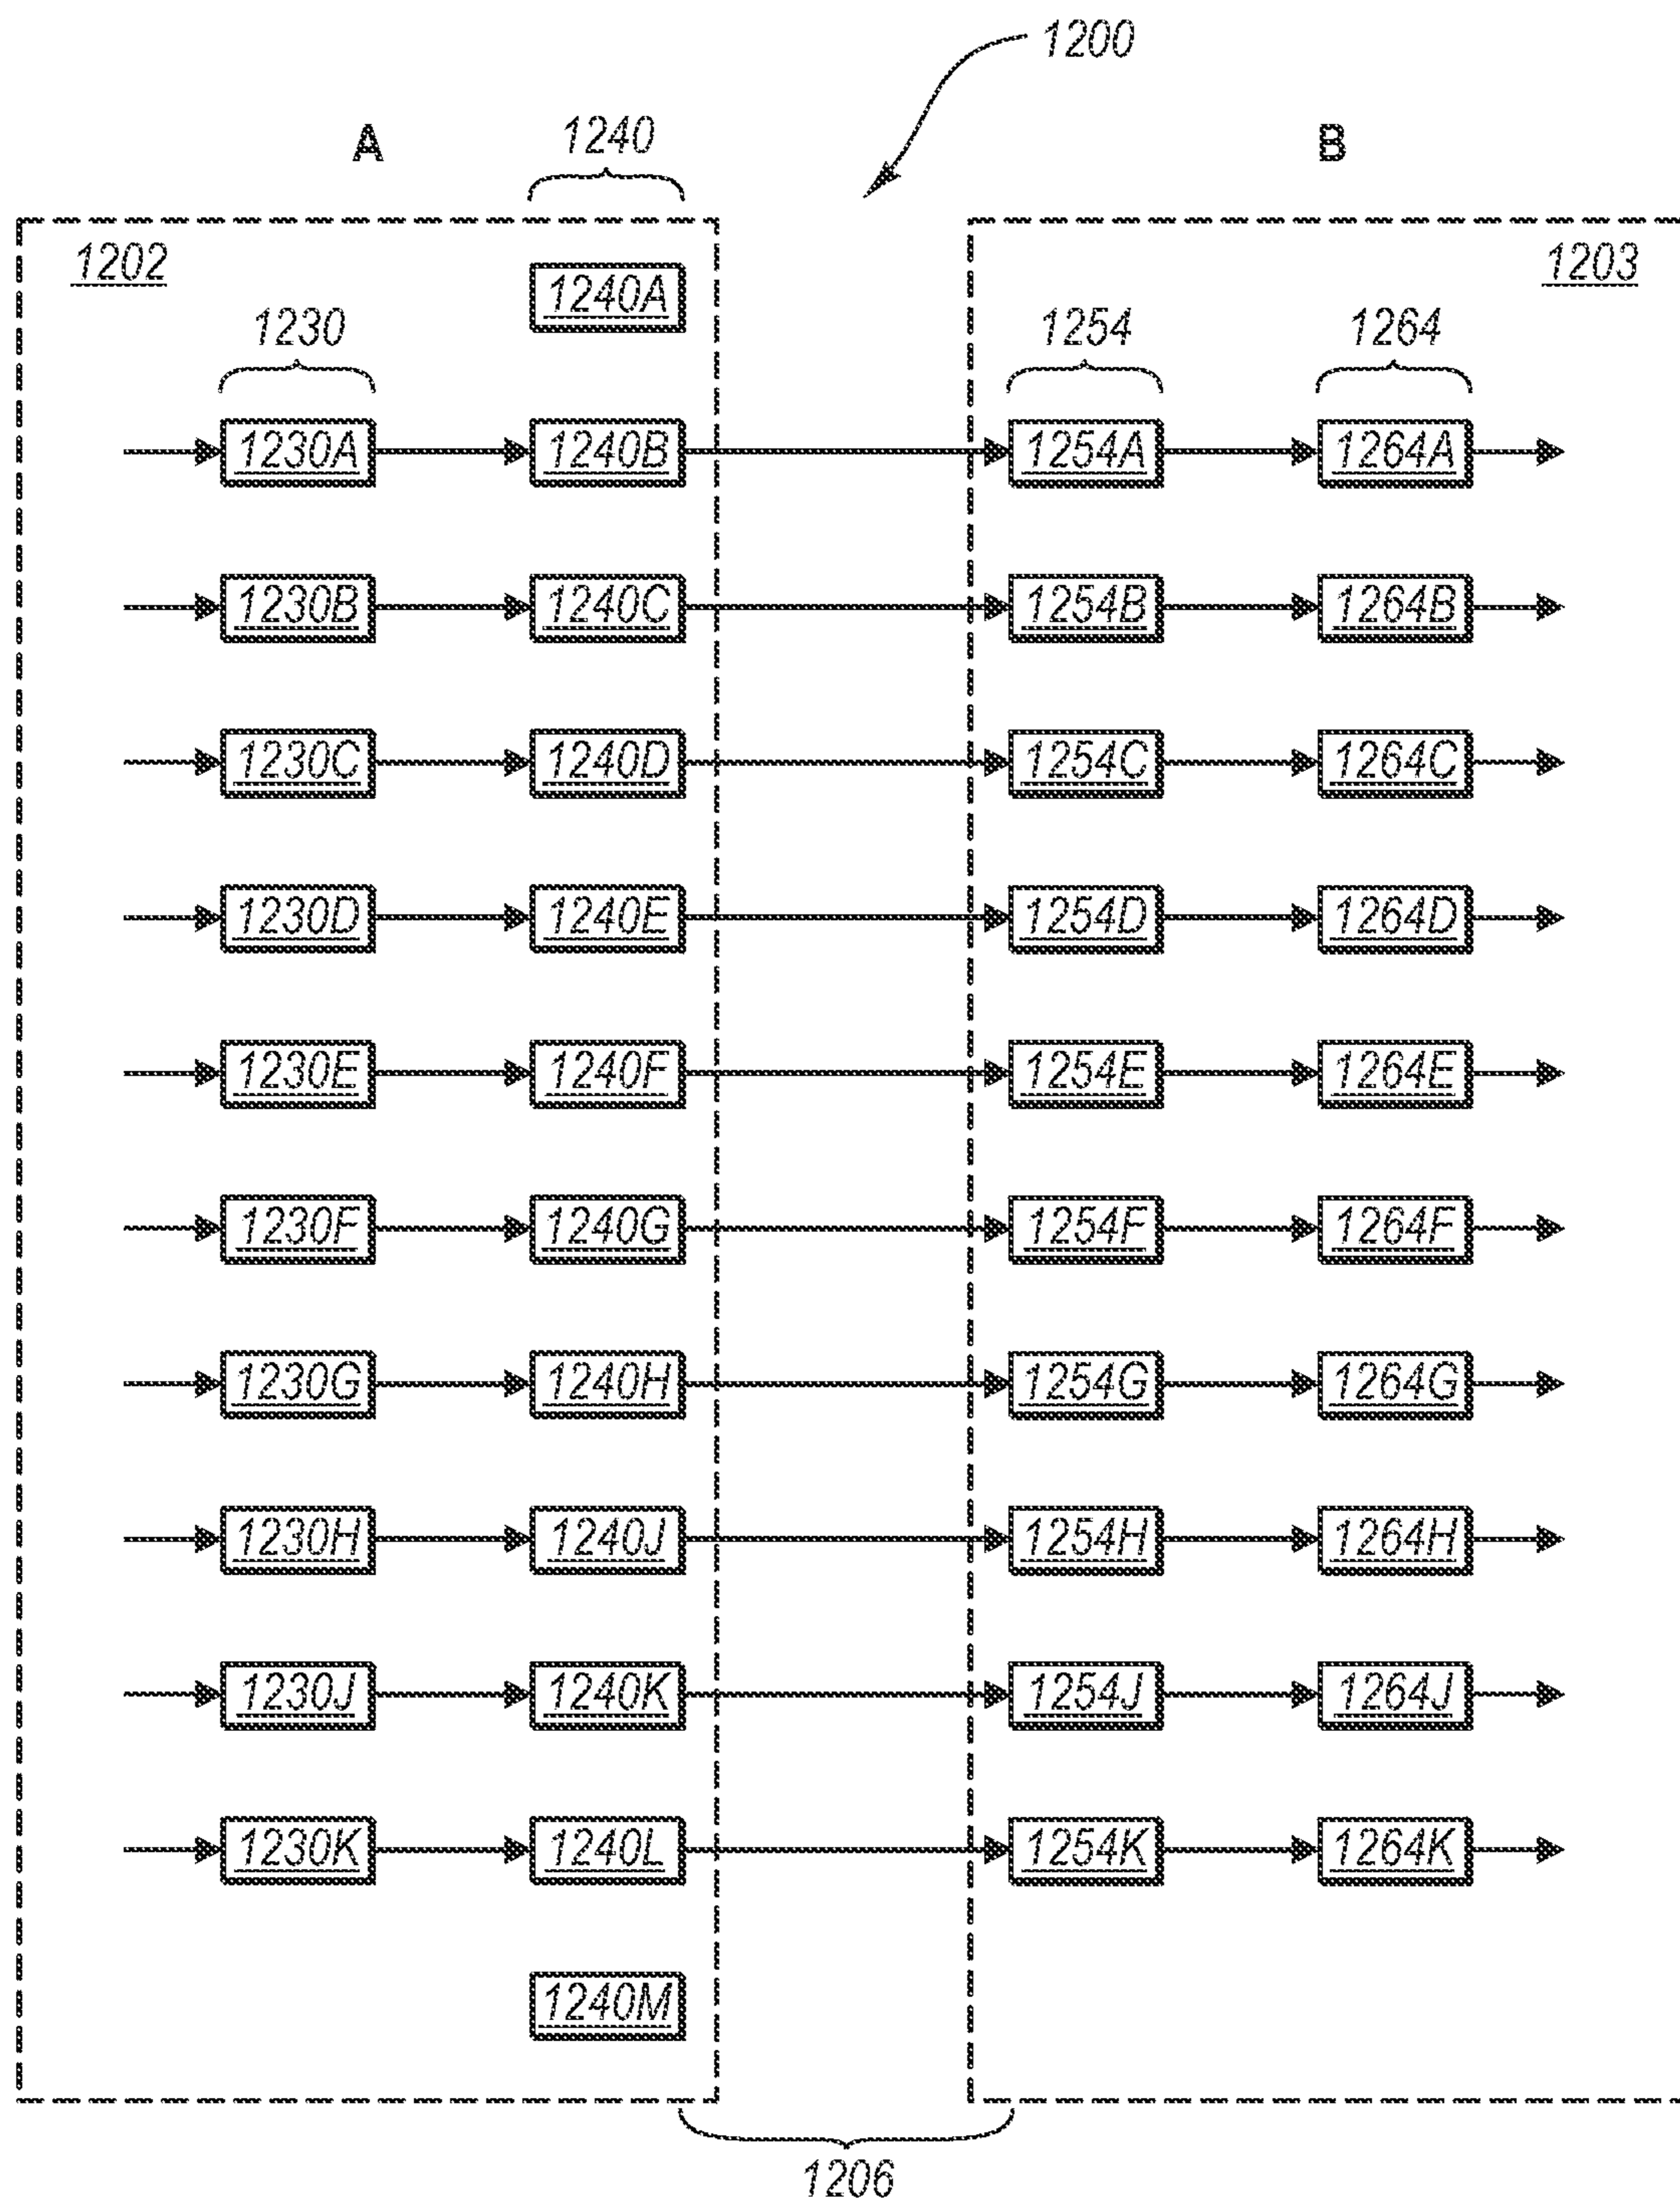 1200
A 1240 B
1202 1240A 1203
1230 1254 1264
1230A 1240B 1254A 1264A
1230B 1240C 1254B 1264B
1230C 1240D 1254C 1264C
1230D 1240E 1254D 1264D
1230E 1240F 1254E 1264E
1230F 1240G 1254F 1264F
1230G 1240H 1254G 1264G
1230H 1240J 1254H 1264H
1230J 1240K 1254J 1264J
1230K 1240L 1254K 1264K
1240M
1206